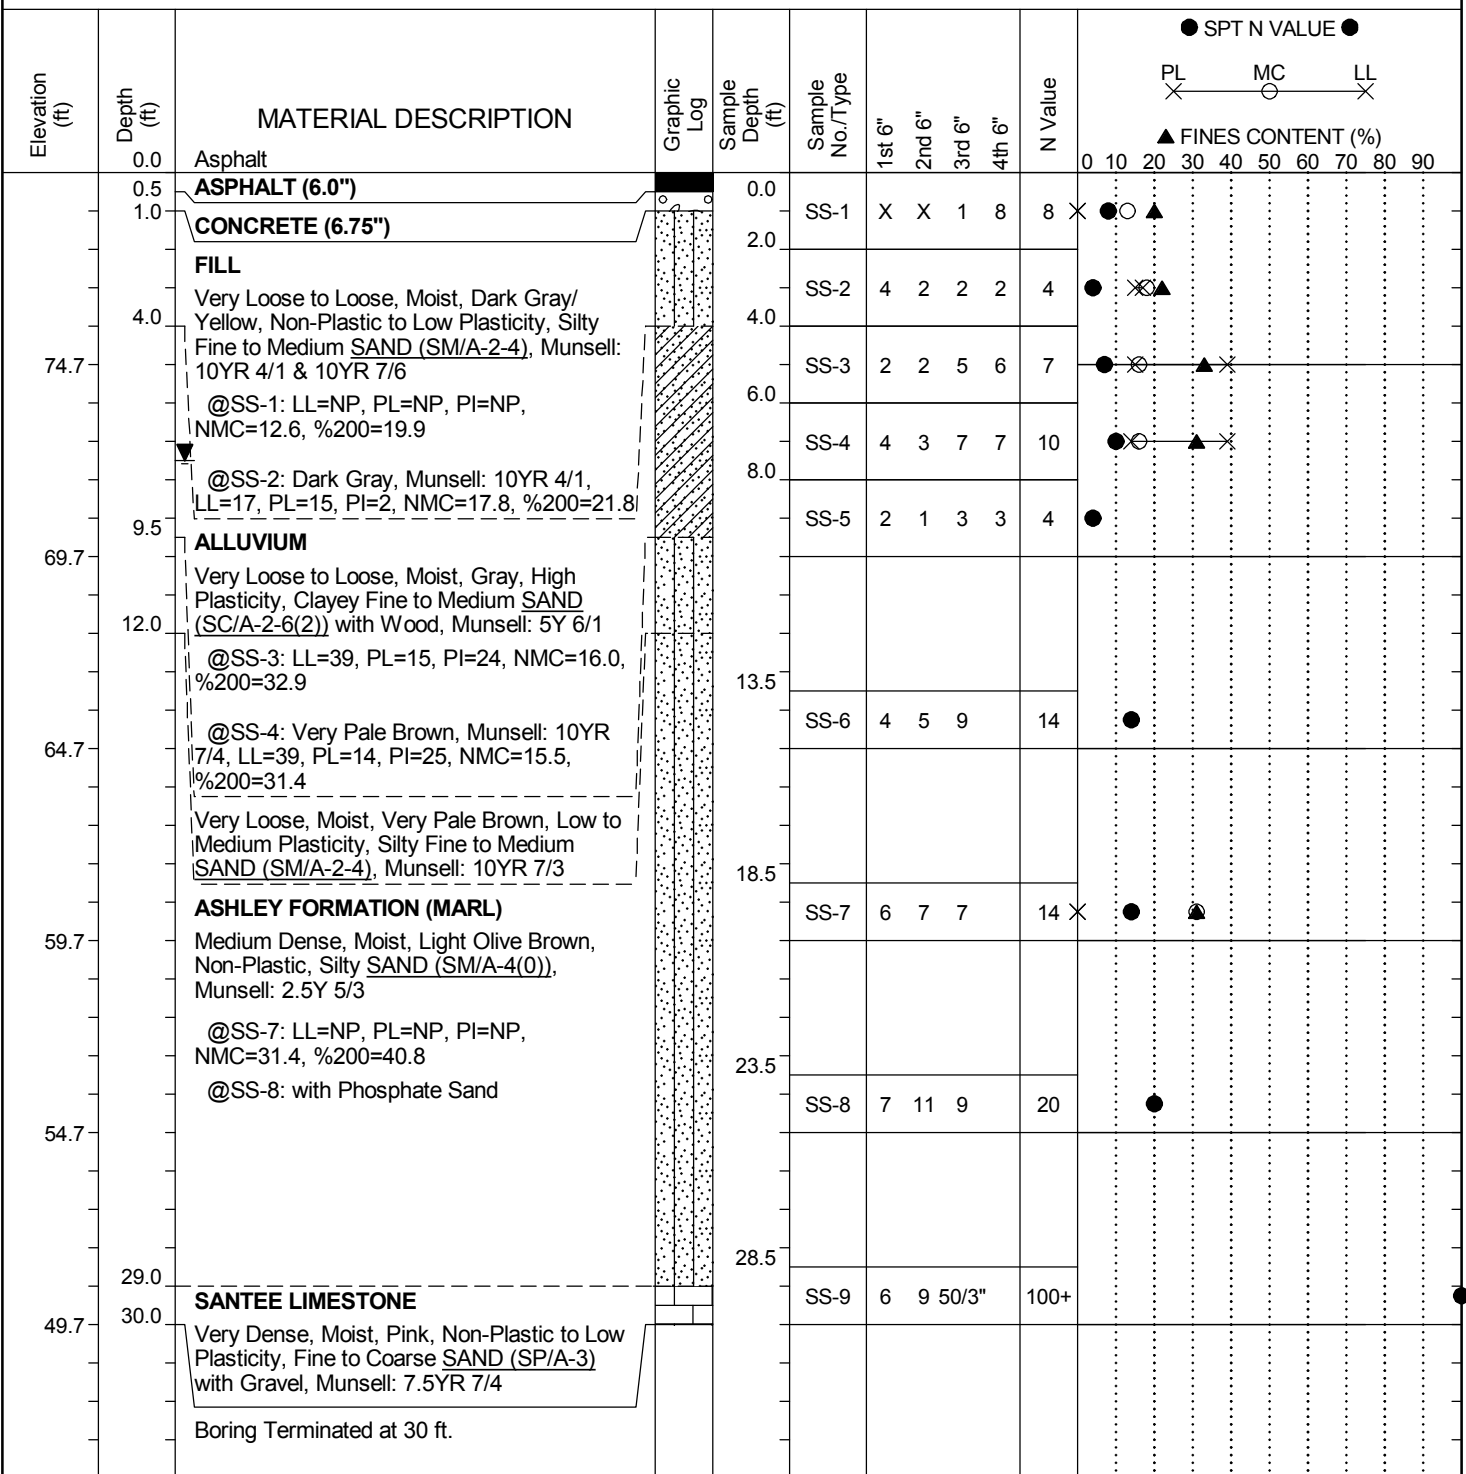 ● SPT N VALUE ●
PL MC LL
▲ FINES CONTENT (%)
Elevation (ft)
Depth (ft)
MATERIAL DESCRIPTION
Graphic Log
Sample Depth (ft)
Sample No./Type
1st 6"
2nd 6"
3rd 6"
4th 6"
N Value
0 10 20 30 40 50 60 70 80 90
0.0 Asphalt
0.5 ASPHALT (6.0") 0.0
1.0 SS-1 X X 1 8 8
CONCRETE (6.75")
2.0
FILL
Very Loose to Loose, Moist, Dark Gray/ SS-2 4 2 2 2 4
4.0 Yellow, Non-Plastic to Low Plasticity, Silty 4.0
Fine to Medium SAND (SM/A-2-4), Munsell:
74.7 10YR 4/1 & 10YR 7/6 SS-3 2 2 5 6 7
6.0
@SS-1: LL=NP, PL=NP, PI=NP,
NMC=12.6, %200=19.9 SS-4 4 3 7 7 10
8.0
@SS-2: Dark Gray, Munsell: 10YR 4/1,
LL=17, PL=15, PI=2, NMC=17.8, %200=21.8
SS-5 2 1 3 3 4
9.5
ALLUVIUM
69.7
Very Loose to Loose, Moist, Gray, High
Plasticity, Clayey Fine to Medium SAND
12.0 (SC/A-2-6(2)) with Wood, Munsell: 5Y 6/1
@SS-3: LL=39, PL=15, PI=24, NMC=16.0,
%200=32.9 13.5
SS-6 4 5 9 14
@SS-4: Very Pale Brown, Munsell: 10YR
64.7 7/4, LL=39, PL=14, PI=25, NMC=15.5,
%200=31.4
Very Loose, Moist, Very Pale Brown, Low to
Medium Plasticity, Silty Fine to Medium
SAND (SM/A-2-4), Munsell: 10YR 7/3 18.5
ASHLEY FORMATION (MARL) SS-7 6 7 7 14
59.7 Medium Dense, Moist, Light Olive Brown,
Non-Plastic, Silty SAND (SM/A-4(0)),
Munsell: 2.5Y 5/3
@SS-7: LL=NP, PL=NP, PI=NP,
NMC=31.4, %200=40.8 23.5
@SS-8: with Phosphate Sand SS-8 7 11 9 20
54.7
28.5
29.0
SANTEE LIMESTONE SS-9 6 9 50/3" 100+
30.0
49.7
Very Dense, Moist, Pink, Non-Plastic to Low
Plasticity, Fine to Coarse SAND (SP/A-3)
with Gravel, Munsell: 7.5YR 7/4
Boring Terminated at 30 ft.